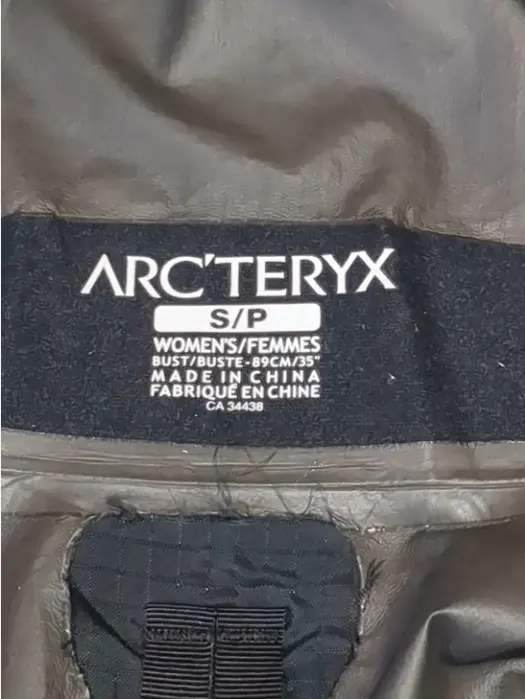 ARC'TERYX
S/P
WOMEN'S/FEMMES
BUST/BUSTE-89CM/35"
MADE IN CHINA
FABRIQUÉ EN CHINE
CA 34438